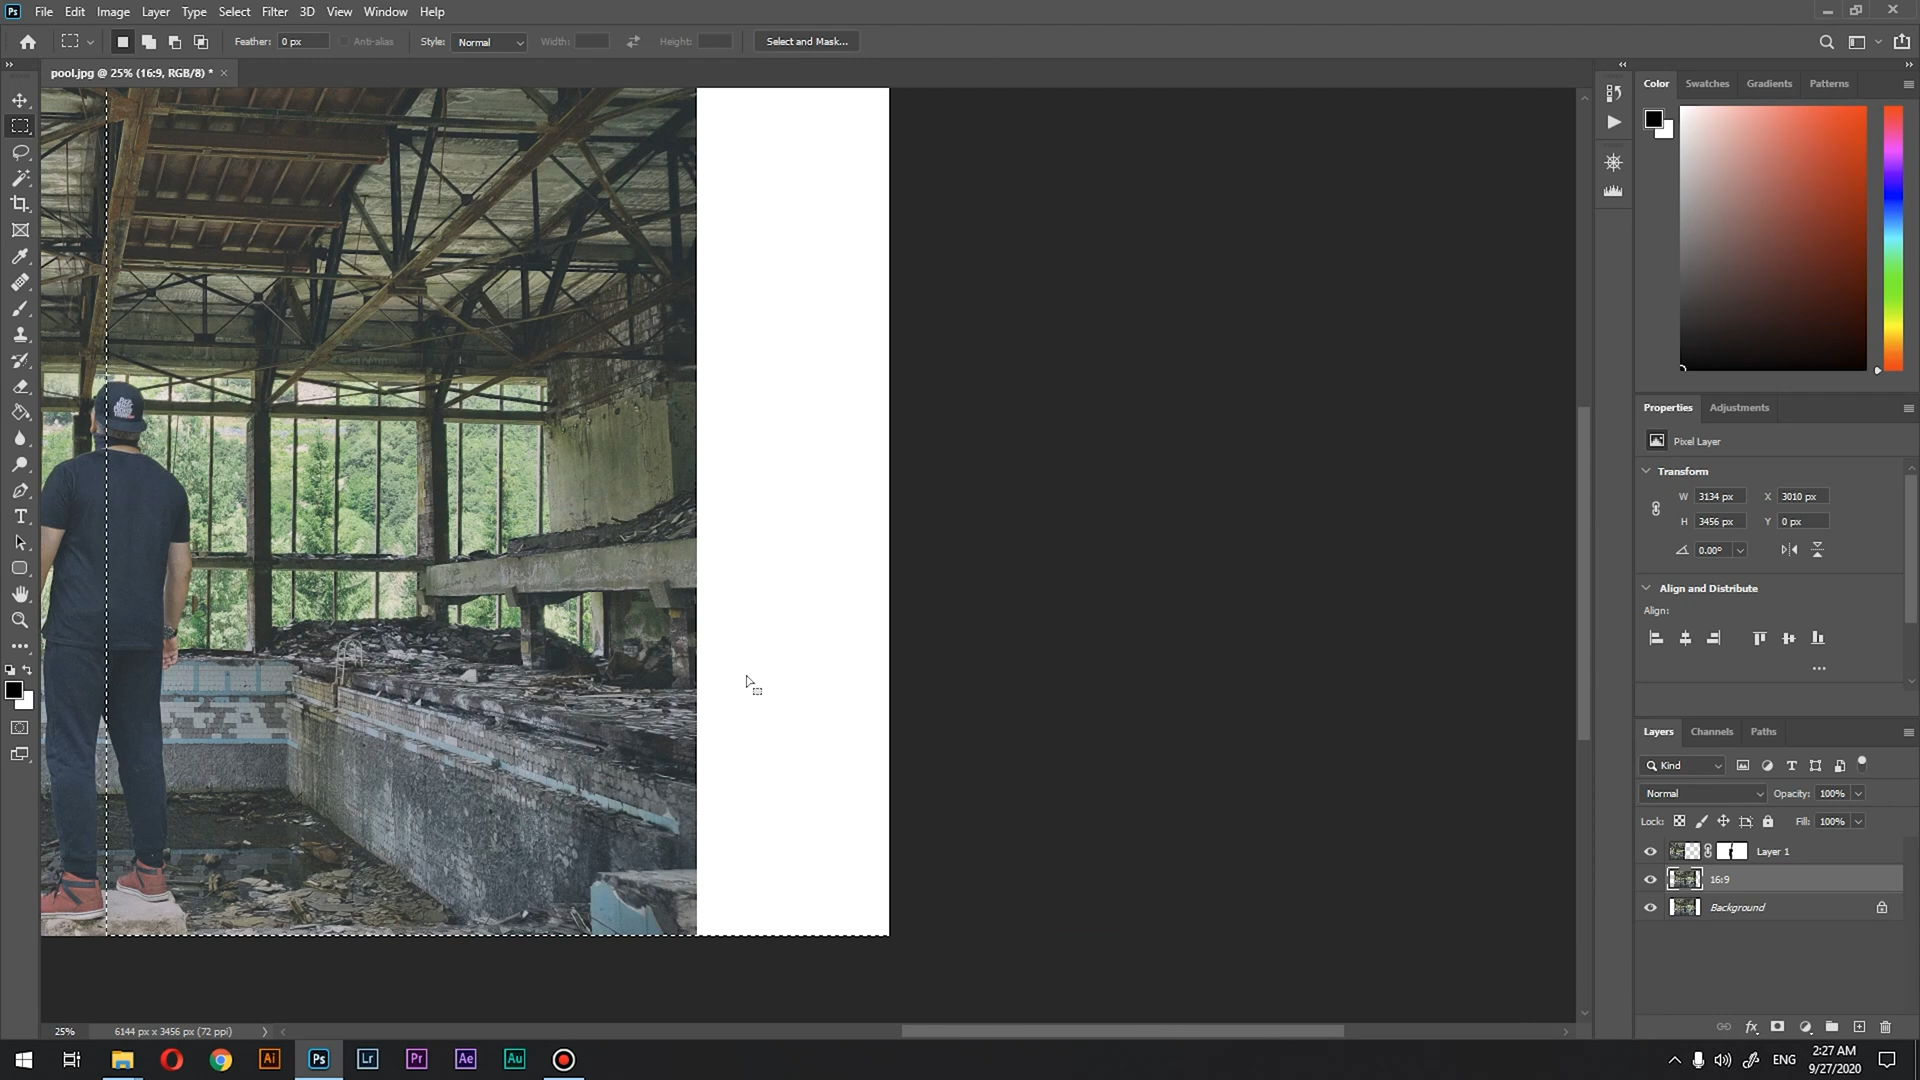 Ps File Edit Image Layer Type Select Filter 3D View Window Help
Feather: 0 px Anti-alias Style: Normal Width: Height: Select and Mask...
pool.jpg @ 25% (16:9, RGB/8) * ×
Color Swatches Gradients Patterns
Properties Adjustments
Pixel Layer
Transform
W 3134 px X 3010 px
H 3456 px Y 0 px
0.00°
Align and Distribute
Align:
Layers Channels Paths
Kind
Normal Opacity: 100%
Lock: Fill: 100%
Layer 1
16:9
Background
25% 6144 px x 3456 px (72 ppi)
Ai Ps Lr Pr Ae Au
ENG
2:27 AM
9/27/2020